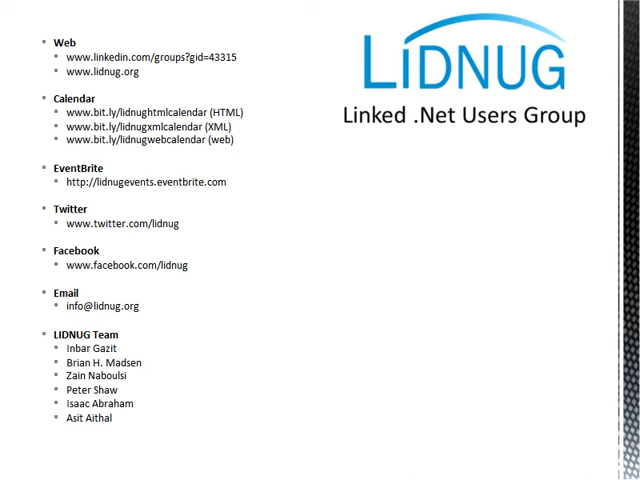 Web
www.linkedin.com/groups?gid=43315
www.lidnug.org
Calendar
www.bit.ly/lidnughtmlcalendar (HTML)
www.bit.ly/lidnugxmlcalendar (XML)
www.bit.ly/lidnugwebcalendar (web)
EventBrite
http://lidnugevents.eventbrite.com
Twitter
www.twitter.com/lidnug
Facebook
www.facebook.com/lidnug
Email
info@lidnug.org
LIDNUG Team
Inbar Gazit
Brian H. Madsen
Zain Naboulsi
Peter Shaw
Isaac Abraham
Asit Aithal
LIDNUG
Linked .Net Users Group